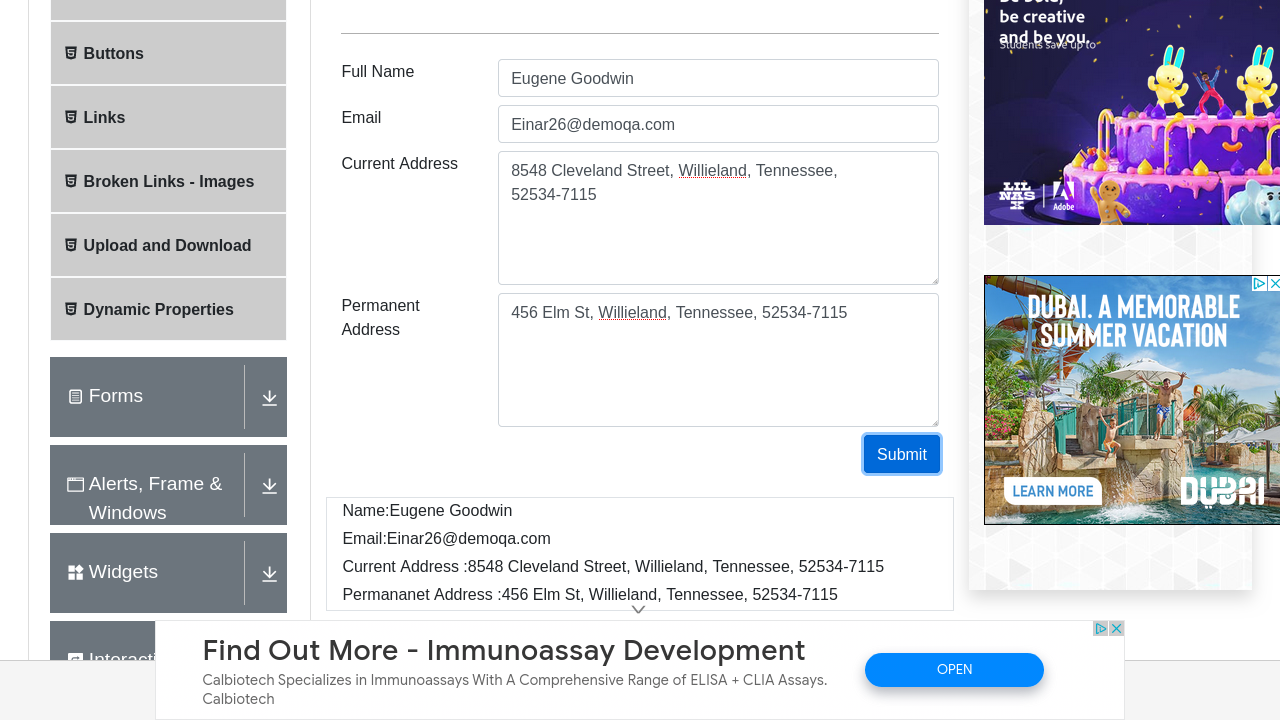 Buttons
Links
Broken Links - Images
Upload and Download
Dynamic Properties
Forms
Alerts, Frame &
Windows
Widgets
Full Name
Eugene Goodwin
Email
Einar26@demoqa.com
Current Address
8548 Cleveland Street, Willieland, Tennessee,
52534-7115
Permanent
Address
456 Elm St, Willieland, Tennessee, 52534-7115
Submit
Name:Eugene Goodwin
Email:Einar26@demoqa.com
Current Address :8548 Cleveland Street, Willieland, Tennessee, 52534-7115
Permananet Address :456 Elm St, Willieland, Tennessee, 52534-7115
be creative
and be you.
Students save up to
LIL
NAS
X
Adobe
DUBAI. A MEMORABLE
SUMMER VACATION
LEARN MORE
DUBAI
Find Out More - Immunoassay Development
Calbiotech Specializes in Immunoassays With A Comprehensive Range of ELISA + CLIA Assays.
Calbiotech
OPEN